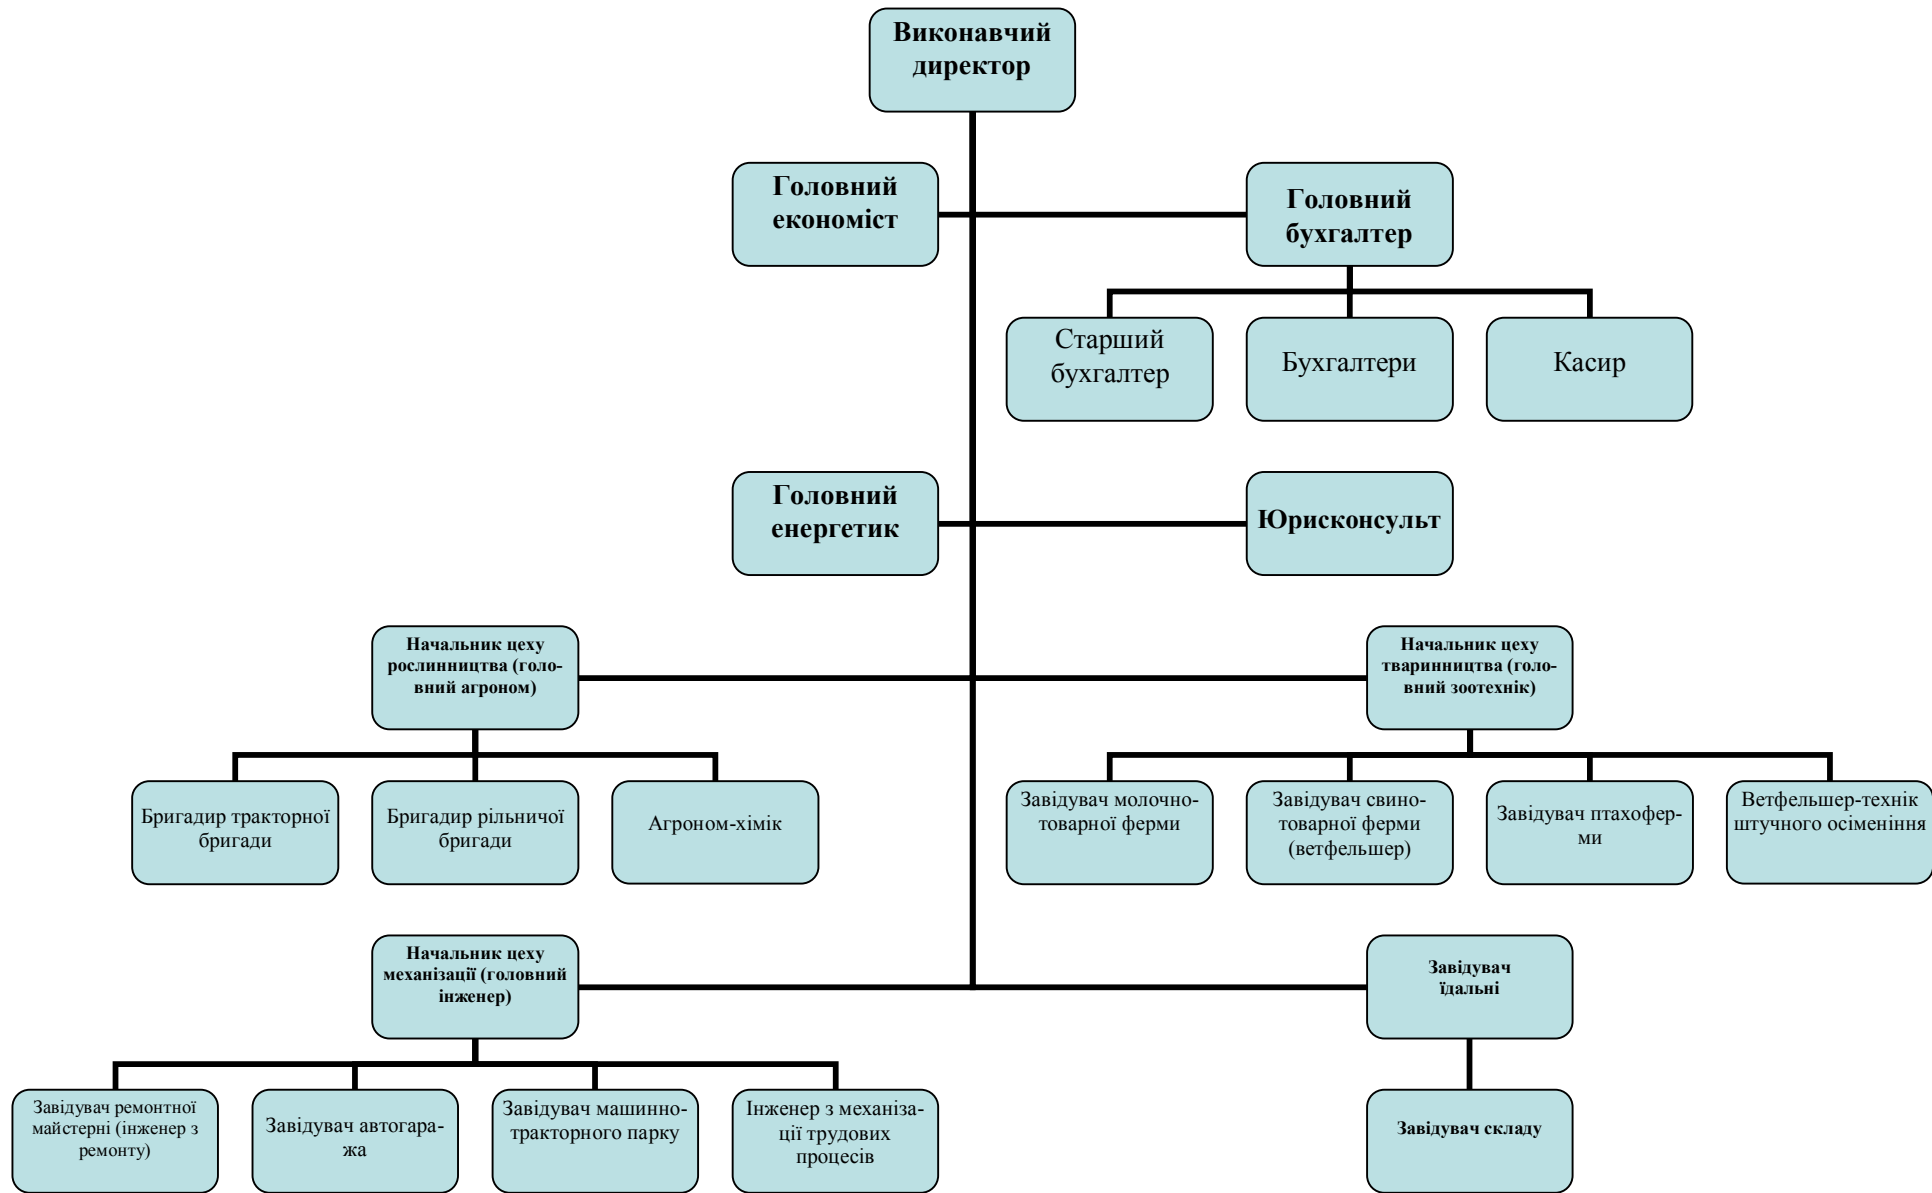 Виконавчий
директор
Головний
економіст
Головний
бухгалтер
Старший
бухгалтер
Бухгалтери
Касир
Головний
енергетик
Юрисконсульт
Начальник цеху
рослинництва (голо-
вний агроном)
Начальник цеху
тваринництва (голо-
вний зоотехнік)
Бригадир тракторної
бригади
Бригадир рільничої
бригади
Агроном-хімік
Завідувач молочно-
товарної ферми
Завідувач свино-
товарної ферми
(ветфельшер)
Завідувач птахофер-
ми
Ветфельшер-технік
штучного осіменіння
Начальник цеху
механізації (головний
інженер)
Завідувач
їдальні
Завідувач ремонтної
майстерні (інженер з
ремонту)
Завідувач автогара-
жа
Завідувач машинно-
тракторного парку
Інженер з механіза-
ції трудових
процесів
Завідувач складу